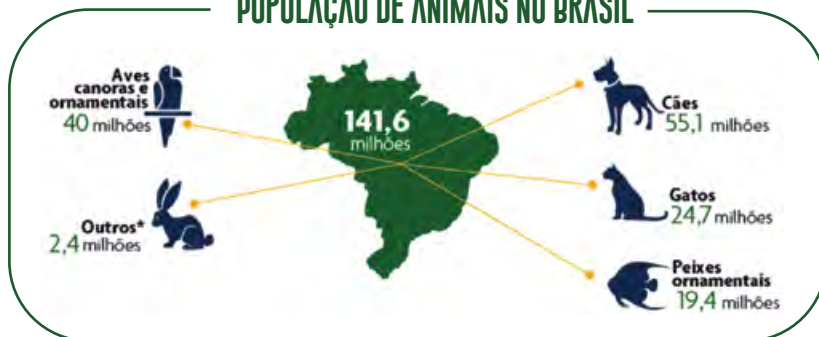 POPULAÇÃO DE ANIMAIS NO BRASIL
Aves
canoras e
ornamentais
40 milhões
Outros*
2,4 milhões
141,6
milhões
Cães
55,1 milhões
Gatos
24,7 milhões
Peixes
ornamentais
19,4 milhões